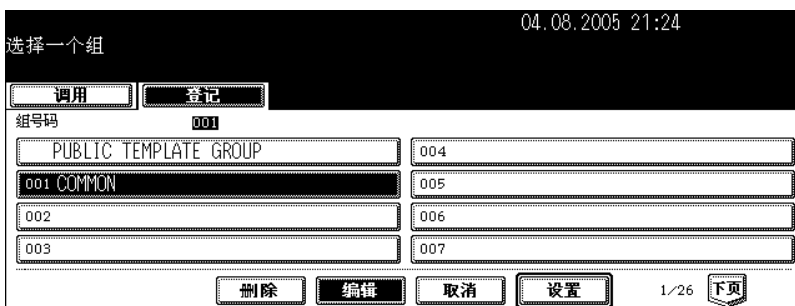 04.08.2005 21:24
选择一个组
调用 登记
组号码 001
PUBLIC TEMPLATE GROUP 004
001 COMMON 005
002 006
003 007
删除 编辑 取消 设置 1/26 下页